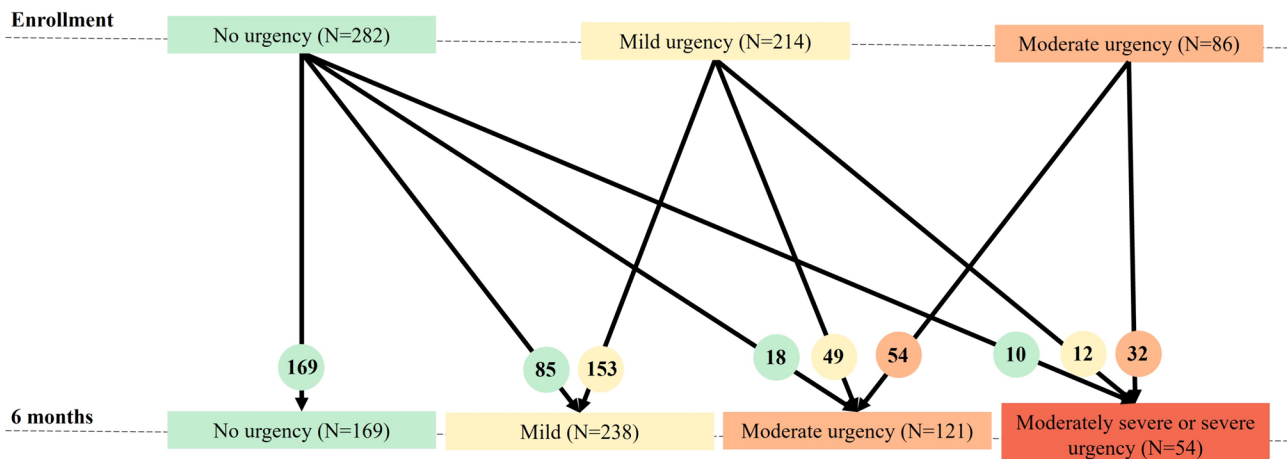 Enrollment
No urgency (N=282)
Mild urgency (N=214)
Moderate urgency (N=86)
169
85
153
18
49
54
10
12
32
6 months
No urgency (N=169)
Mild (N=238)
Moderate urgency (N=121)
Moderately severe or severe
urgency (N=54)